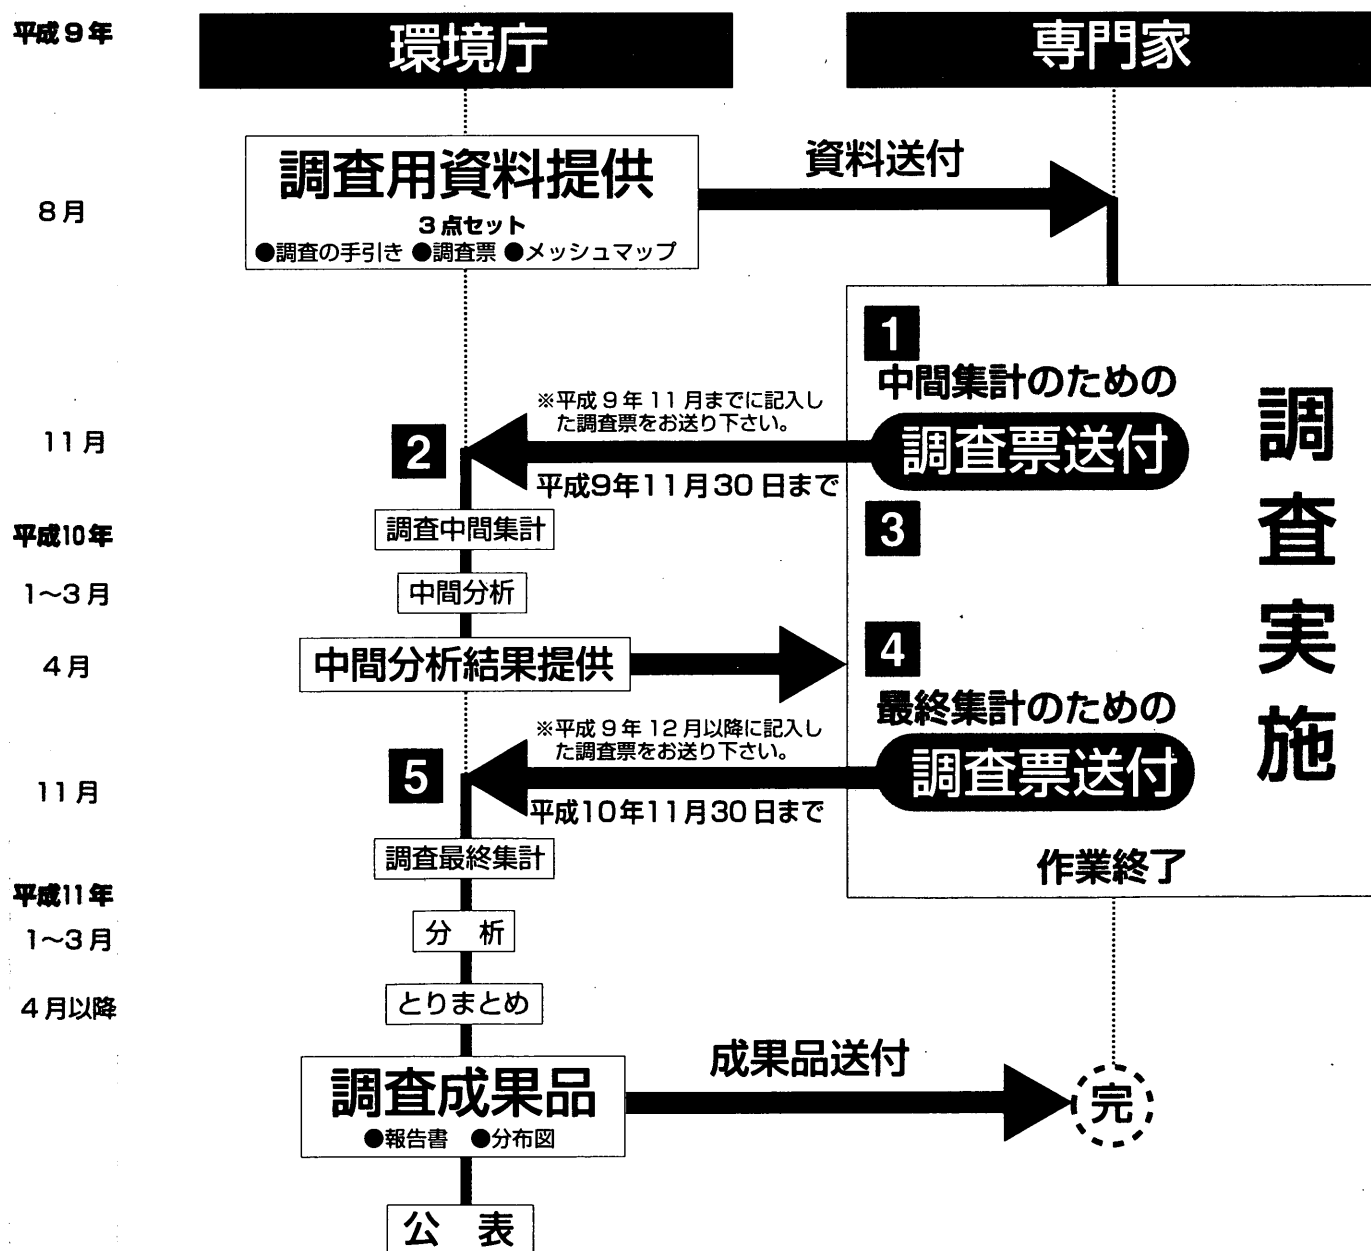 平成9年
環境庁
専門家
調査用資料提供
3点セット
●調査の手引き ●調査票 ●メッシュマップ
資料送付
8月
1
中間集計のための
調査票送付
※平成9年11月までに記入し
た調査票をお送り下さい。
平成9年11月30日まで
2
11月
調査中間集計
平成10年
3
調査実施
中間分析
1〜3月
中間分析結果提供
4月
4
最終集計のための
調査票送付
※平成9年12月以降に記入し
た調査票をお送り下さい。
平成10年11月30日まで
5
11月
調査最終集計
作業終了
平成11年
分 析
1〜3月
とりまとめ
4月以降
調査成果品
●報告書 ●分布図
成果品送付
完
公 表